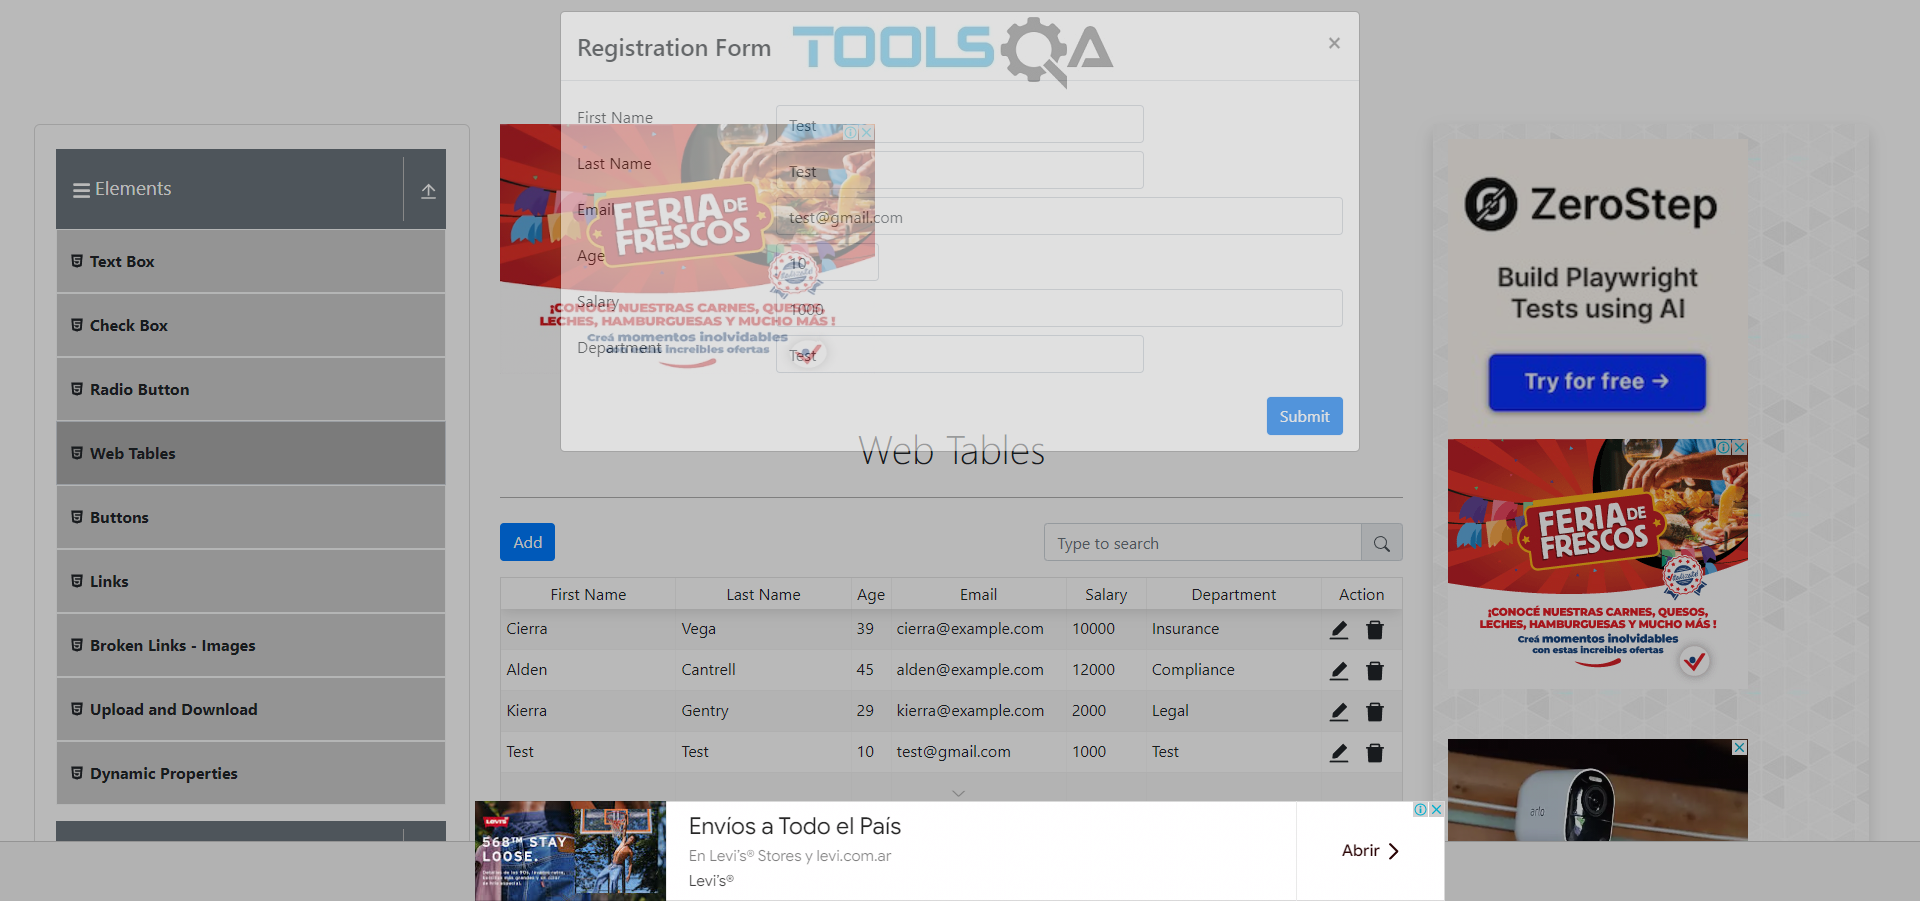 Registration Form
TOOLSQA
×
First Name
Test
Last Name
Test
Email
test@gmail.com
Age
10
Salary
1000
Department
Test
Submit
FERIA DE
FRESCOS
¡CONOCÉ NUESTRAS CARNES, QUESOS,
LECHES, HAMBURGUESAS Y MUCHO MÁS !
Creá momentos inolvidables
con estas increibles ofertas
Elements
Text Box
Check Box
Radio Button
Web Tables
Buttons
Links
Broken Links - Images
Upload and Download
Dynamic Properties
Web Tables
Add
Type to search
First Name Last Name Age Email Salary Department Action
Cierra Vega 39 cierra@example.com 10000 Insurance
Alden Cantrell 45 alden@example.com 12000 Compliance
Kierra Gentry 29 kierra@example.com 2000 Legal
Test Test 10 test@gmail.com 1000 Test
ZeroStep
Build Playwright
Tests using AI
Try for free →
FERIA DE
FRESCOS
¡CONOCÉ NUESTRAS CARNES, QUESOS,
LECHES, HAMBURGUESAS Y MUCHO MÁS !
Creá momentos inolvidables
con estas increibles ofertas
arlo
LEVI'S
568™ STAY
LOOSE.
Envíos a Todo el País
En Levi's® Stores y levi.com.ar
Levi's®
Abrir